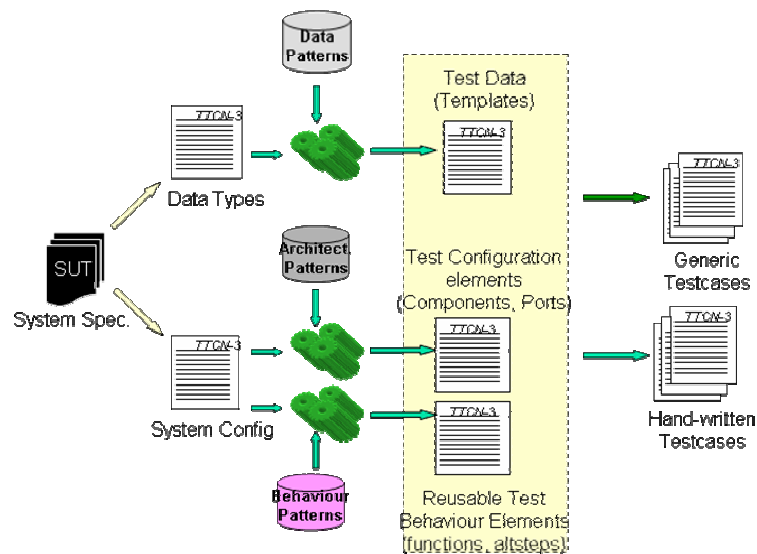 Data
Patterns
Test Data
(Templates)
TTCN-3
TTCN-3
Data Types
SUT
System Spec.
Architect.
Patterns
Test Configuration
elements
(Components, Ports)
TTCN-3
Generic
Testcases
TTCN-3
TTCN-3
System Config
TTCN-3
TTCN-3
Hand-written
Testcases
Behaviour
Patterns
Reusable Test
Behaviour Elements
(functions, altsteps)